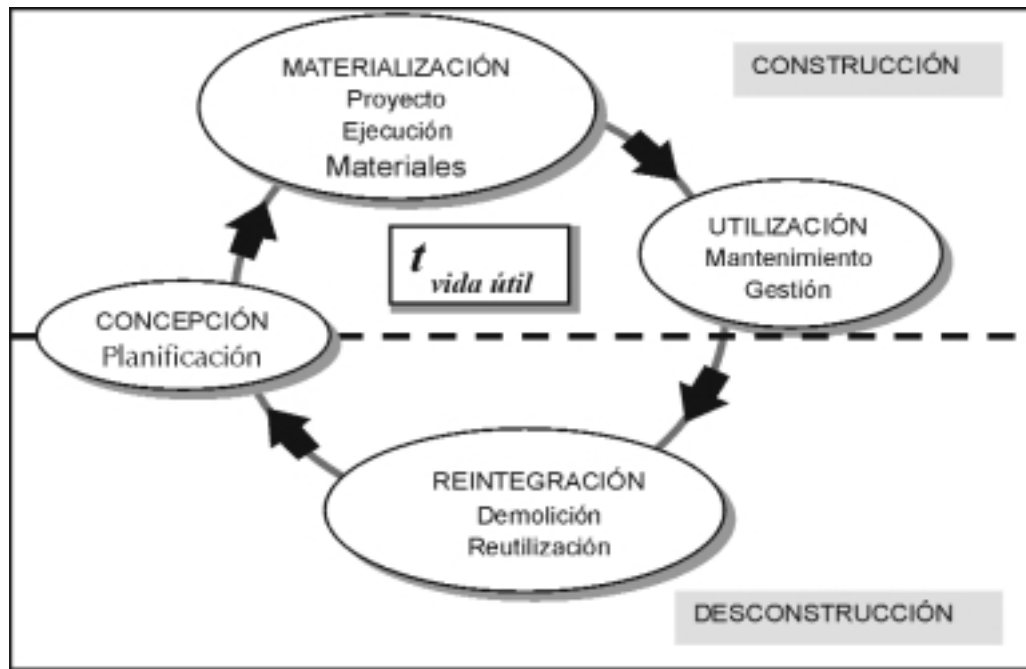 MATERIALIZACIÓN
Proyecto
Ejecución
Materiales
CONSTRUCCIÓN
UTILIZACIÓN
Mantenimiento
Gestión
t vida útil
CONCEPCIÓN
Planificación
REINTEGRACIÓN
Demolición
Reutilización
DESCONSTRUCCIÓN